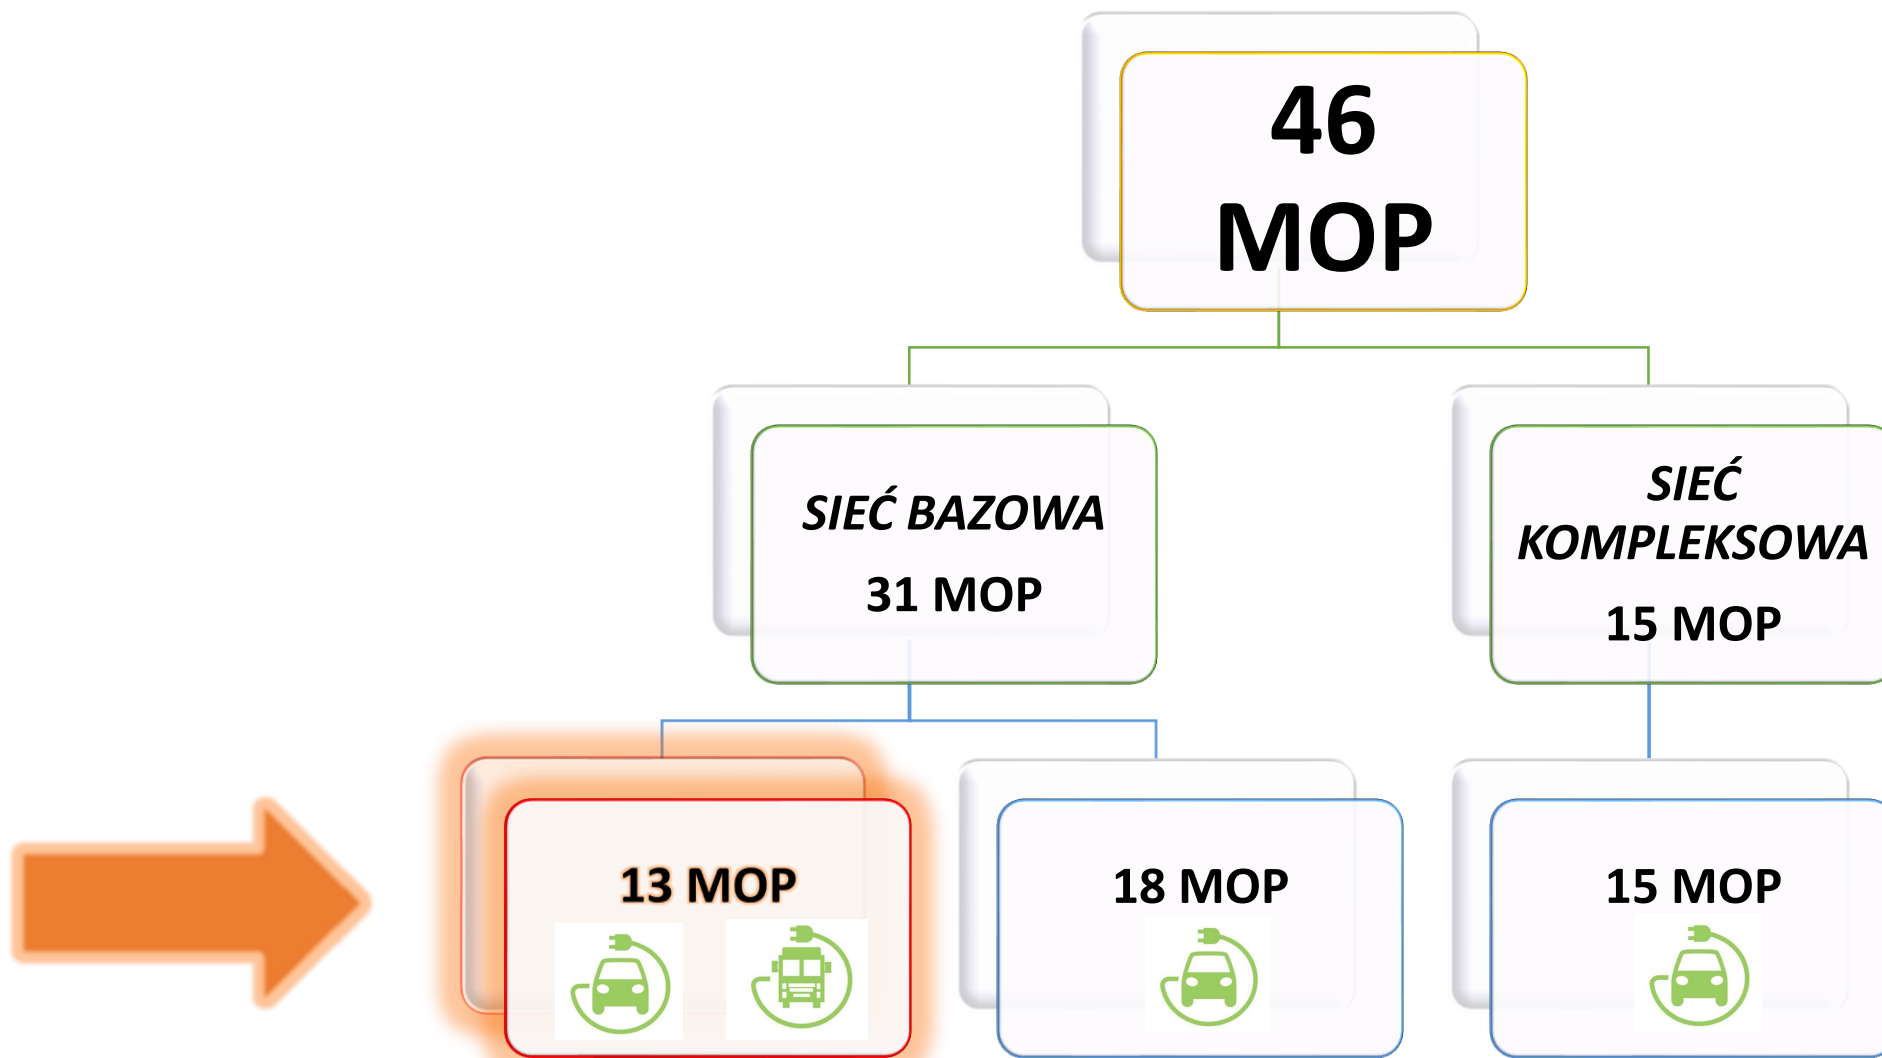 46
MOP
SIEĆ BAZOWA
31 MOP
SIEĆ
KOMPLEKSOWA
15 MOP
13 MOP
18 MOP
15 MOP